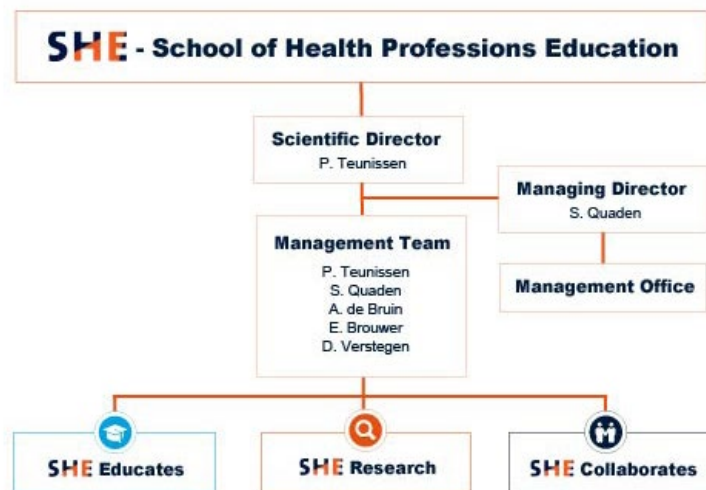 SHE - School of Health Professions Education
Scientific Director
P. Teunissen
Managing Director
S. Quaden
Management Team
P. Teunissen
S. Quaden
A. de Bruin
E. Brouwer
D. Verstegen
Management Office
SHE Educates
SHE Research
SHE Collaborates